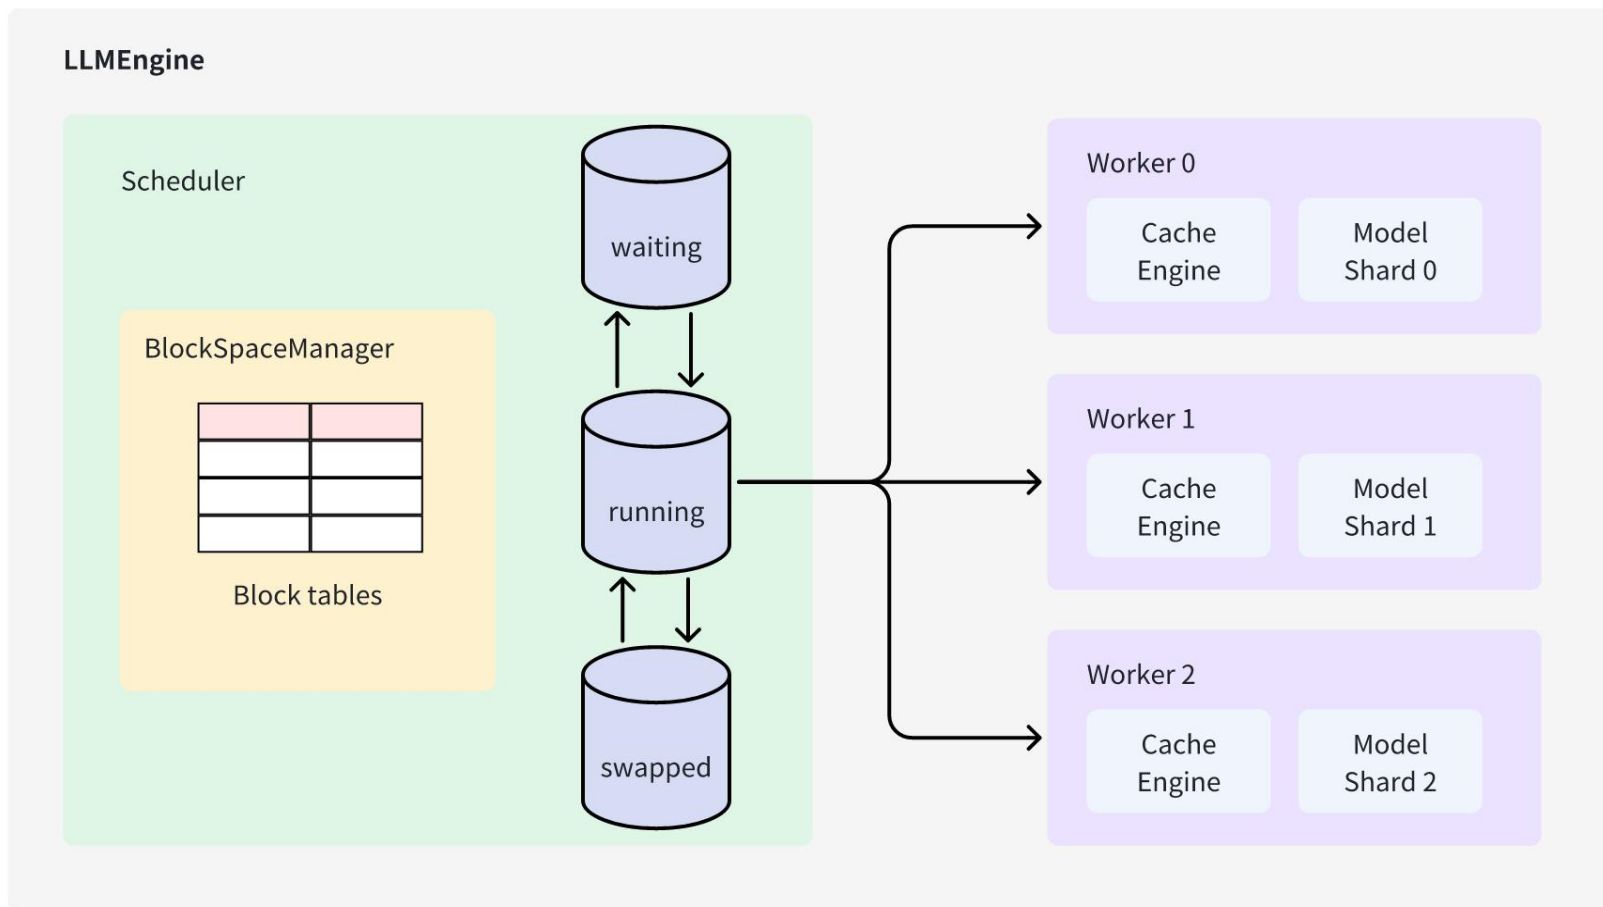 LLMEngine
Scheduler
BlockSpaceManager
Block tables
waiting
running
swapped
Worker 0
Cache
Engine
Model
Shard 0
Worker 1
Cache
Engine
Model
Shard 1
Worker 2
Cache
Engine
Model
Shard 2